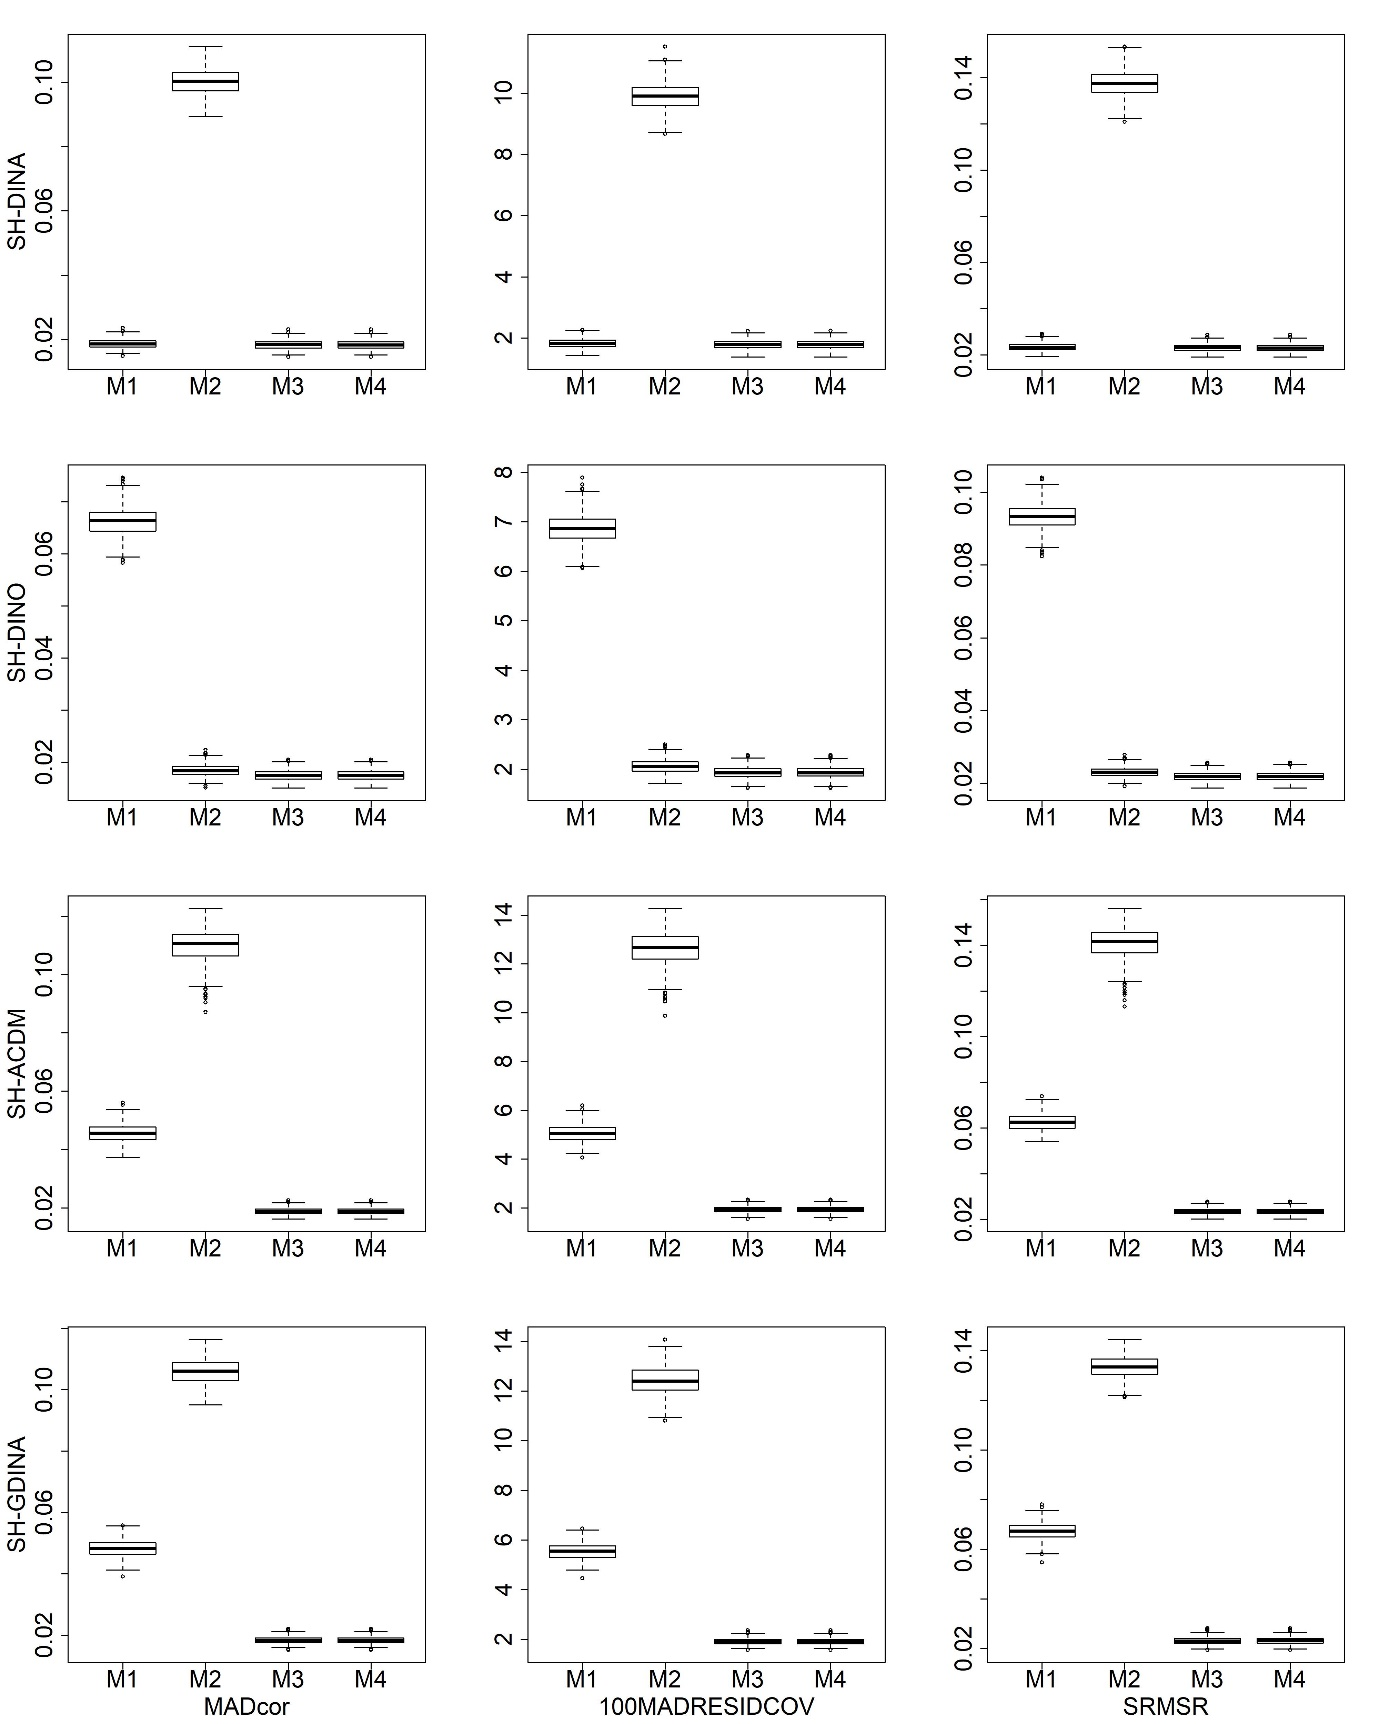 SH-DINA
0.02 0.06 0.10
M1 M2 M3 M4
2 4 6 8 10
M1 M2 M3 M4
0.02 0.06 0.10 0.14
M1 M2 M3 M4
SH-DINO
0.02 0.04 0.06
M1 M2 M3 M4
2 3 4 5 6 7 8
M1 M2 M3 M4
0.02 0.04 0.06 0.08 0.10
M1 M2 M3 M4
SH-ACDM
0.02 0.06 0.10
M1 M2 M3 M4
2 4 6 8 10 12 14
M1 M2 M3 M4
0.02 0.06 0.10 0.14
M1 M2 M3 M4
SH-GDINA
0.02 0.06 0.10
M1 M2 M3 M4
MADcor
2 4 6 8 10 12 14
M1 M2 M3 M4
100MADRESIDCOV
0.02 0.06 0.10 0.14
M1 M2 M3 M4
SRMSR